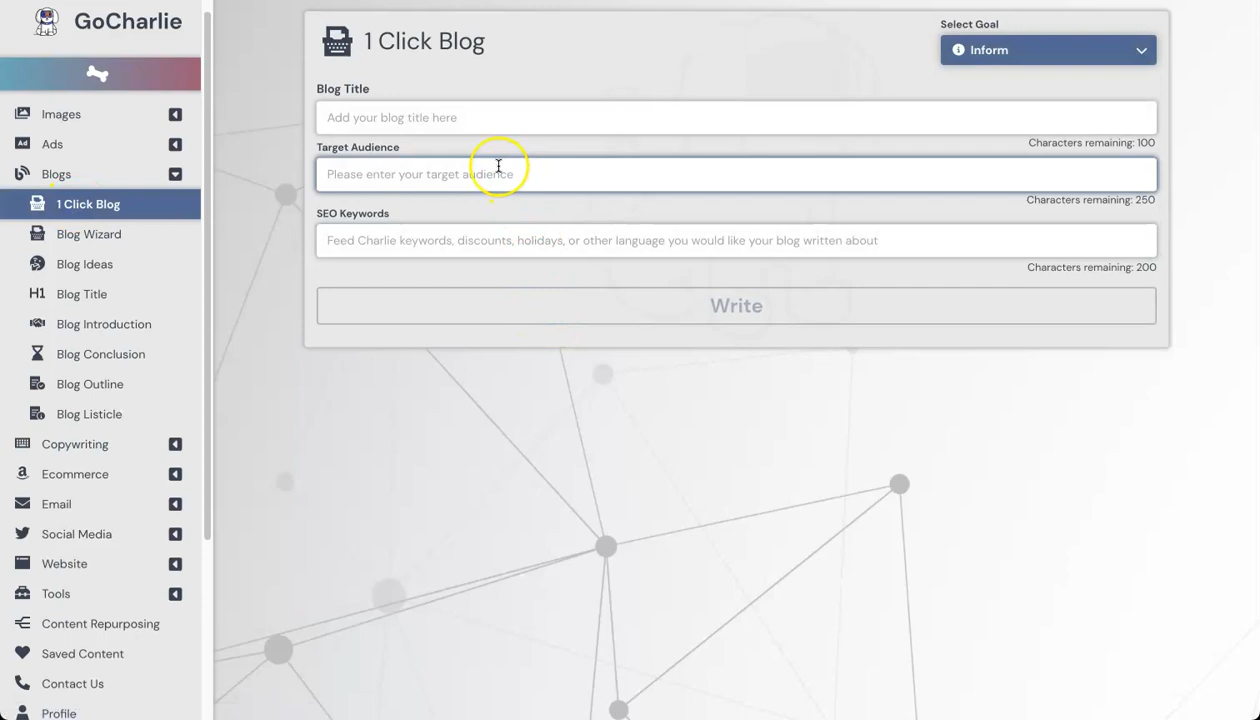 GoCharlie
Images
Ad
Ads
Blogs
1 Click Blog
Blog Wizard
Blog Ideas
H1
Blog Title
Blog Introduction
Blog Conclusion
Blog Outline
Blog Listicle
Copywriting
a
Ecommerce
Email
Social Media
Website
Tools
Content Repurposing
Saved Content
Contact Us
Profile
1 Click Blog
Select Goal
Inform
Blog Title
Add your blog title here
Characters remaining: 100
Target Audience
Please enter your target audience
Characters remaining: 250
SEO Keywords
Feed Charlie keywords, discounts, holidays, or other language you would like your blog written about
Characters remaining: 200
Write